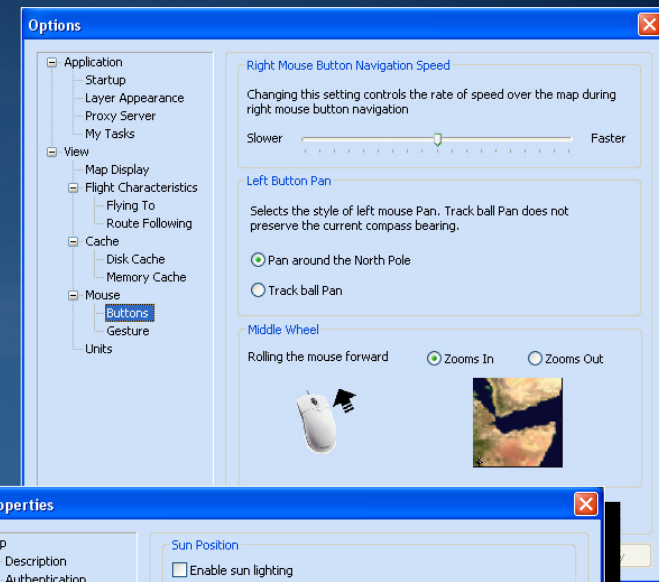 Options
Application
Startup
Layer Appearance
Proxy Server
My Tasks
View
Map Display
Flight Characteristics
Flying To
Route Following
Cache
Disk Cache
Memory Cache
Mouse
Buttons
Gesture
Units
Right Mouse Button Navigation Speed
Changing this setting controls the rate of speed over the map during
right mouse button navigation
Slower Faster
Left Button Pan
Selects the style of left mouse Pan. Track ball Pan does not
preserve the current compass bearing.
Pan around the North Pole
Track ball Pan
Middle Wheel
Rolling the mouse forward Zooms In Zooms Out
operties
p
Description
Authentication
Sun Position
Enable sun lighting
y